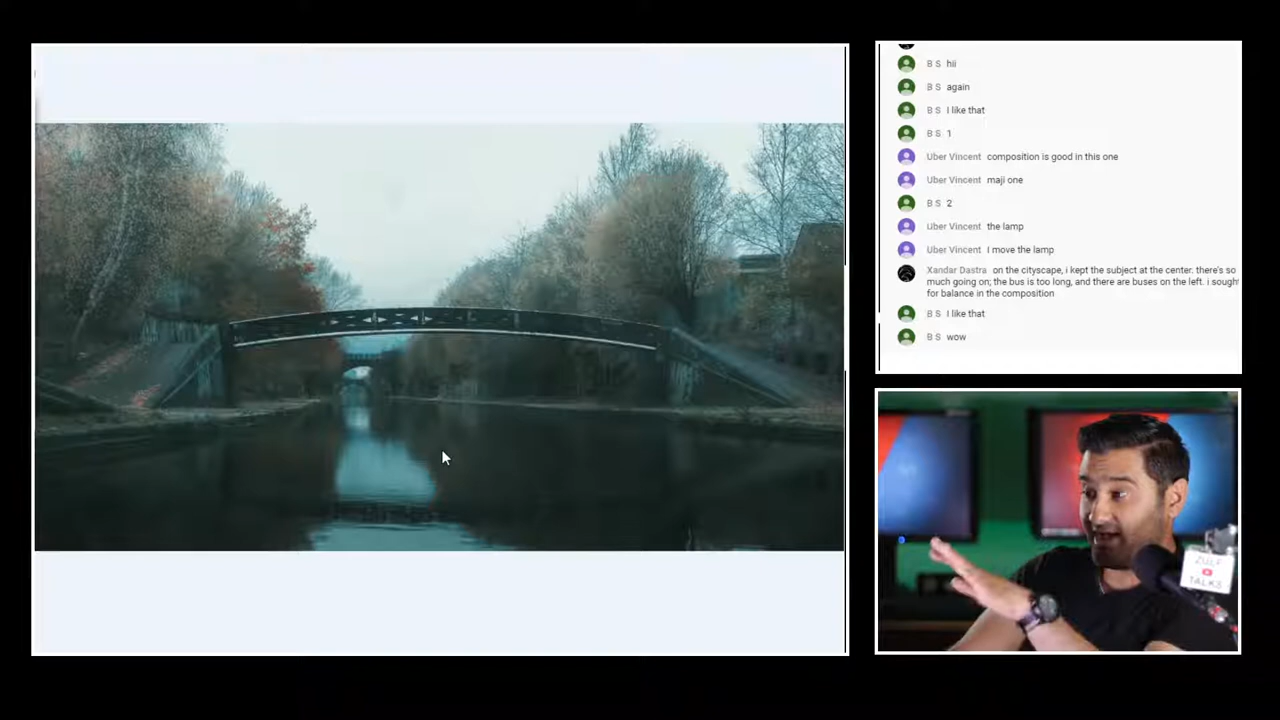 B S hii
B S again
B S I like that
B S 1
Uber Vincent composition is good in this one
Uber Vincent maji one
B S 2
Uber Vincent the lamp
Uber Vincent I move the lamp
Xandar Dastra on the cityscape, i kept the subject at the center. there's so
much going on; the bus is too long, and there are buses on the left. i sought
for balance in the composition
B S I like that
B S wow
ZULF
TALKS